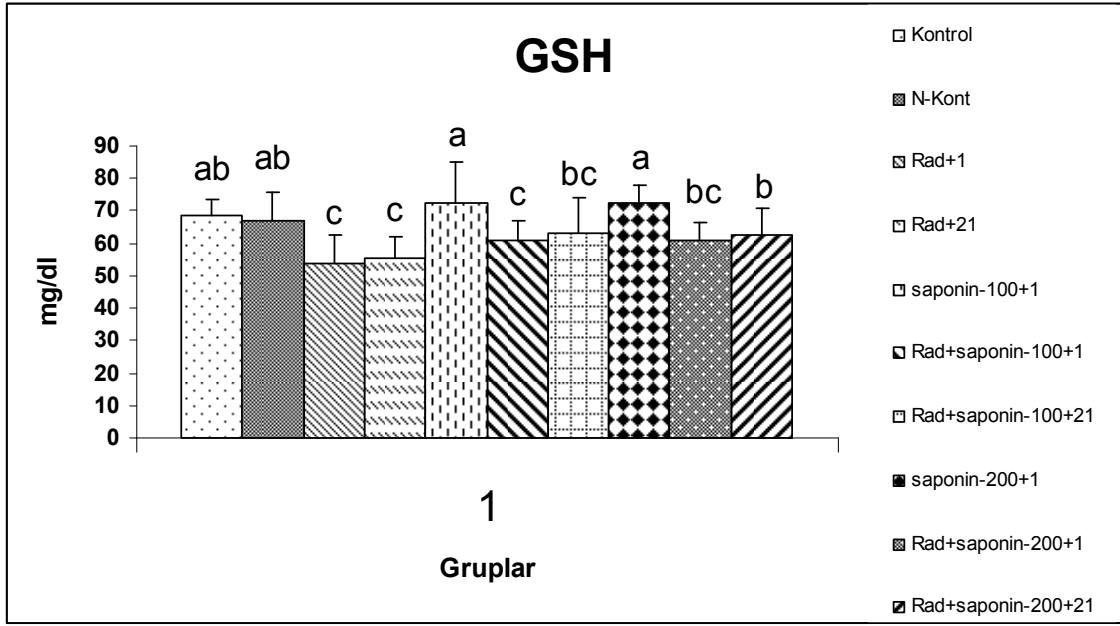 GSH
mg/dl
90
80
70
60
50
40
30
20
10
0
ab
ab
c
c
a
c
bc
a
bc
b
1
Gruplar
Kontrol
N-Kont
Rad+1
Rad+21
saponin-100+1
Rad+saponin-100+1
Rad+saponin-100+21
saponin-200+1
Rad+saponin-200+1
Rad+saponin-200+21